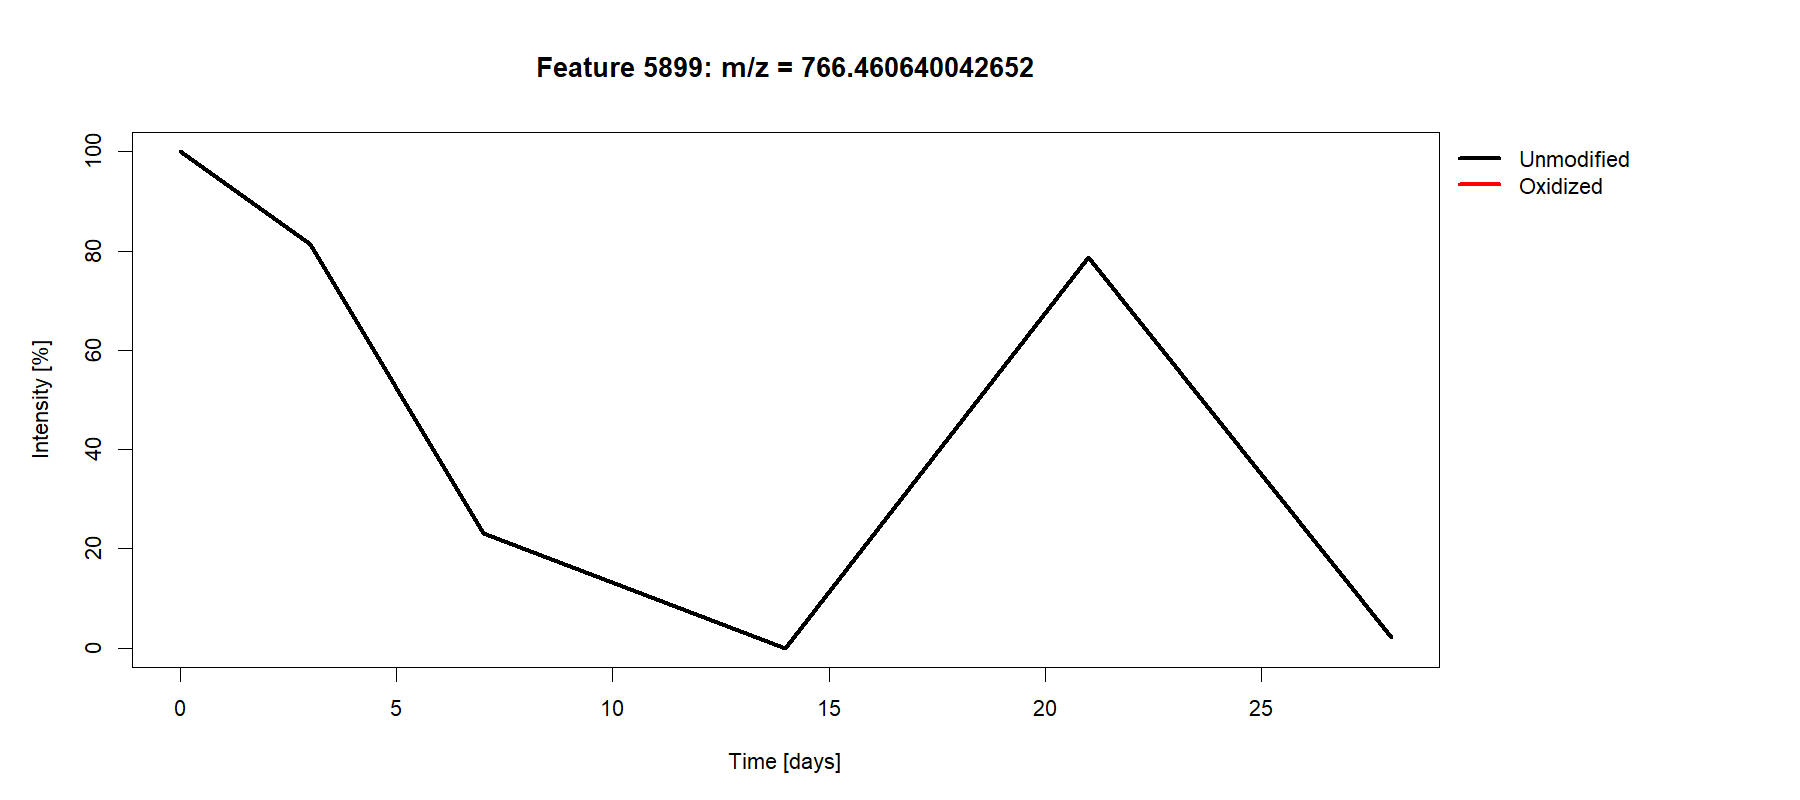 Feature 5899: m/z = 766.460640042652
Unmodified
Oxidized
Intensity [%]
100
80
60
40
20
0
0 5 10 15 20 25
Time [days]